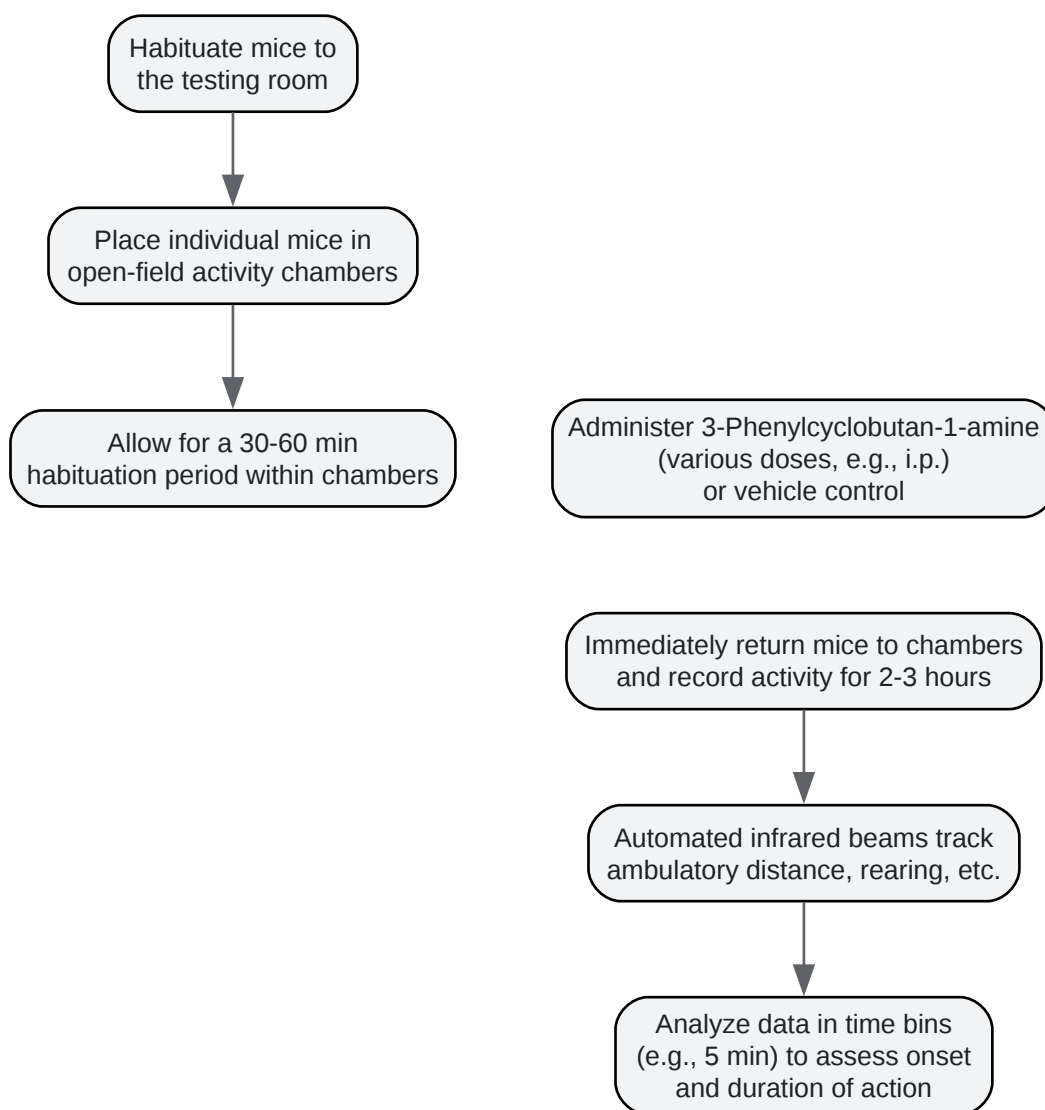 Habituate mice to
the testing room
Place individual mice in
open-field activity chambers
Allow for a 30-60 min
habituation period within chambers
Administer 3-Phenylcyclobutan-1-amine
(various doses, e.g., i.p.)
or vehicle control
Immediately return mice to chambers
and record activity for 2-3 hours
Automated infrared beams track
ambulatory distance, rearing, etc.
Analyze data in time bins
(e.g., 5 min) to assess onset
and duration of action